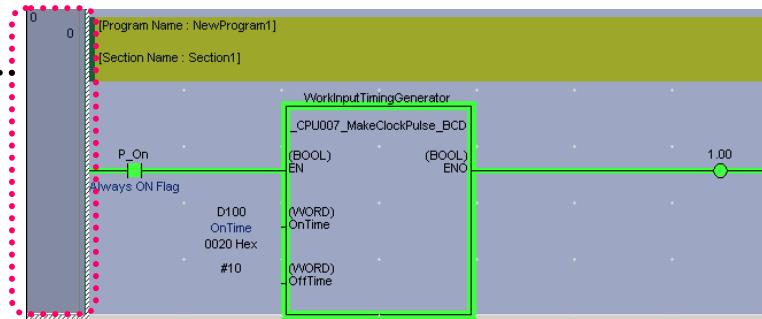 0
0
[Program Name : NewProgram1]
[Section Name : Section1]
WorkInputTimingGenerator
_CPU007_MakeClockPulse_BCD
P_On
(BOOL)
(BOOL)
1.00
EN
ENO
Always ON Flag
D100
(WORD)
OnTime
OnTime
0020 Hex
#10
(WORD)
OffTime